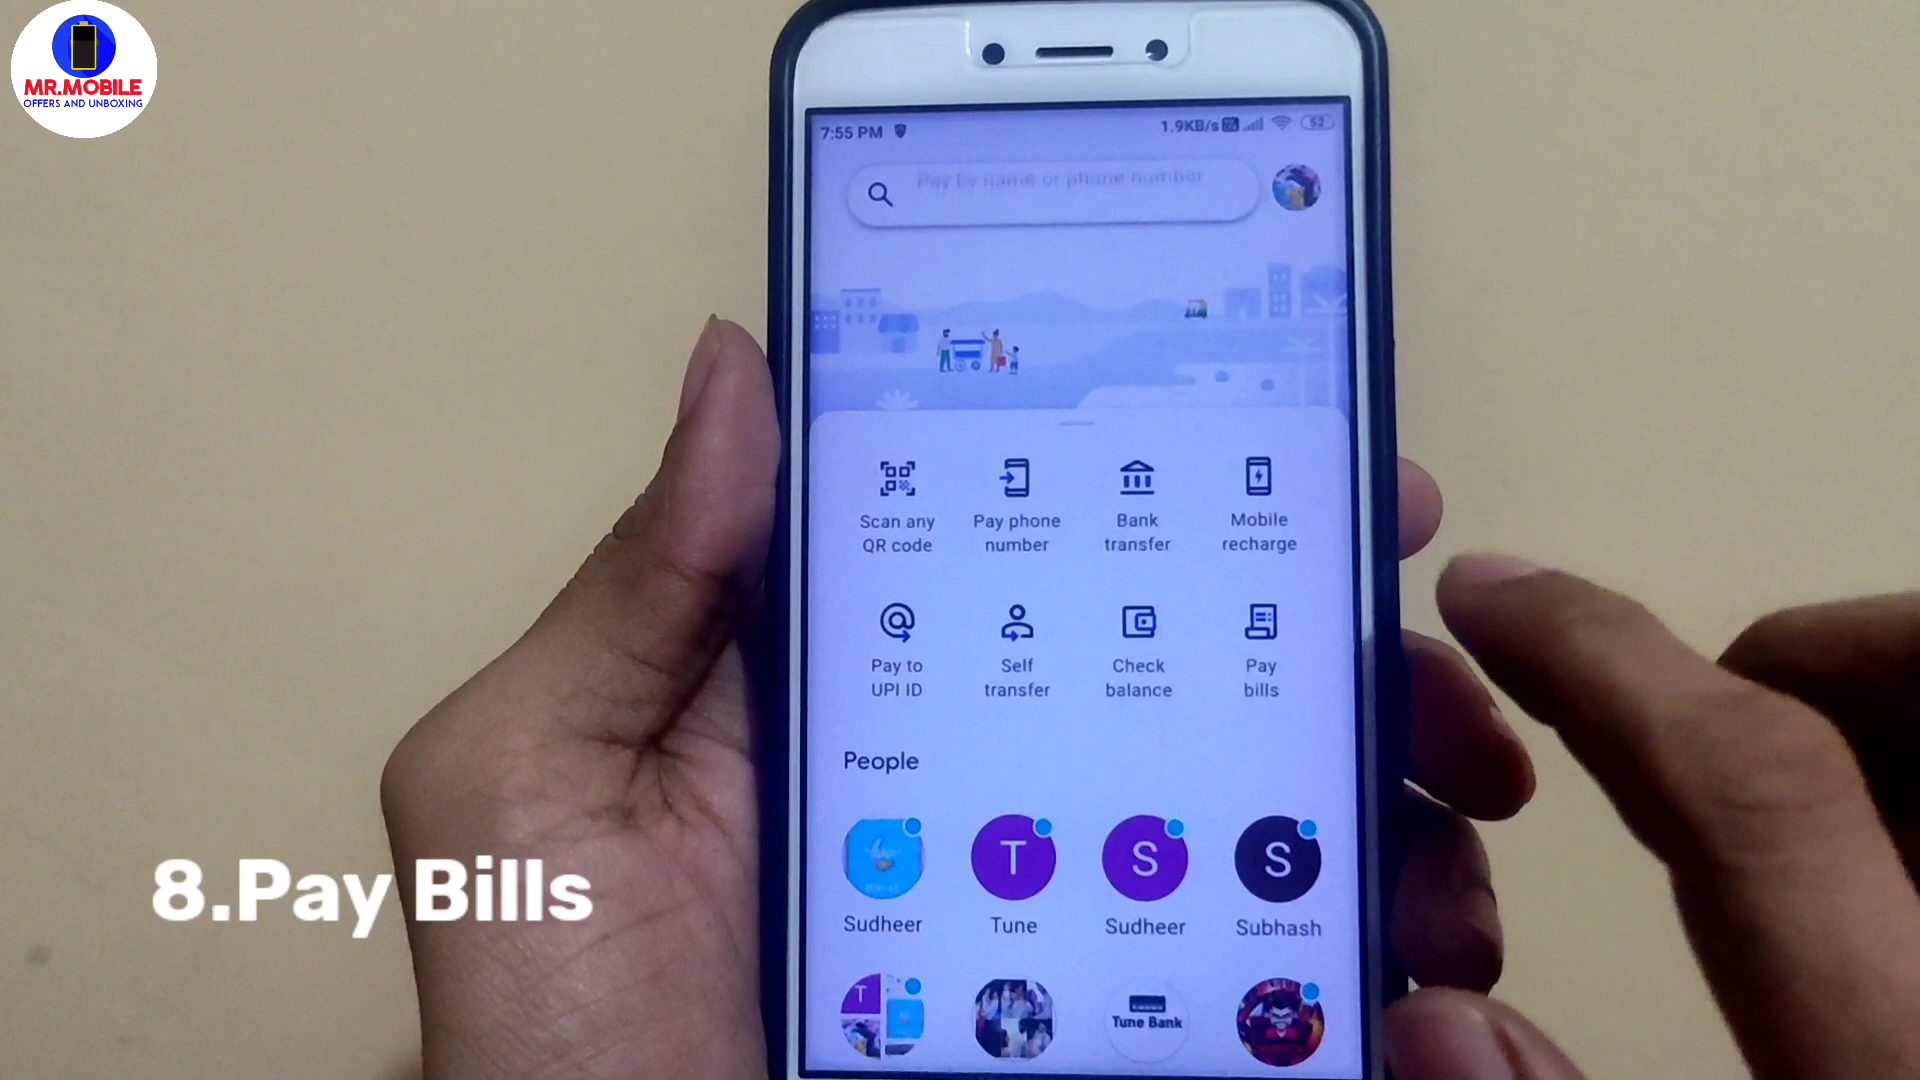 MR.MOBILE
OFFERS AND UNBOXING
7:55 PM
1.9KB/s
52
Pay by name or phone number
Scan any
QR code
Pay phone
number
Bank
transfer
Mobile
recharge
Pay to
UPI ID
Self
transfer
Check
balance
Pay
bills
People
T
S
S
Sudheer
Tune
Sudheer
Subhash
8.Pay Bills
T
Tune Bank